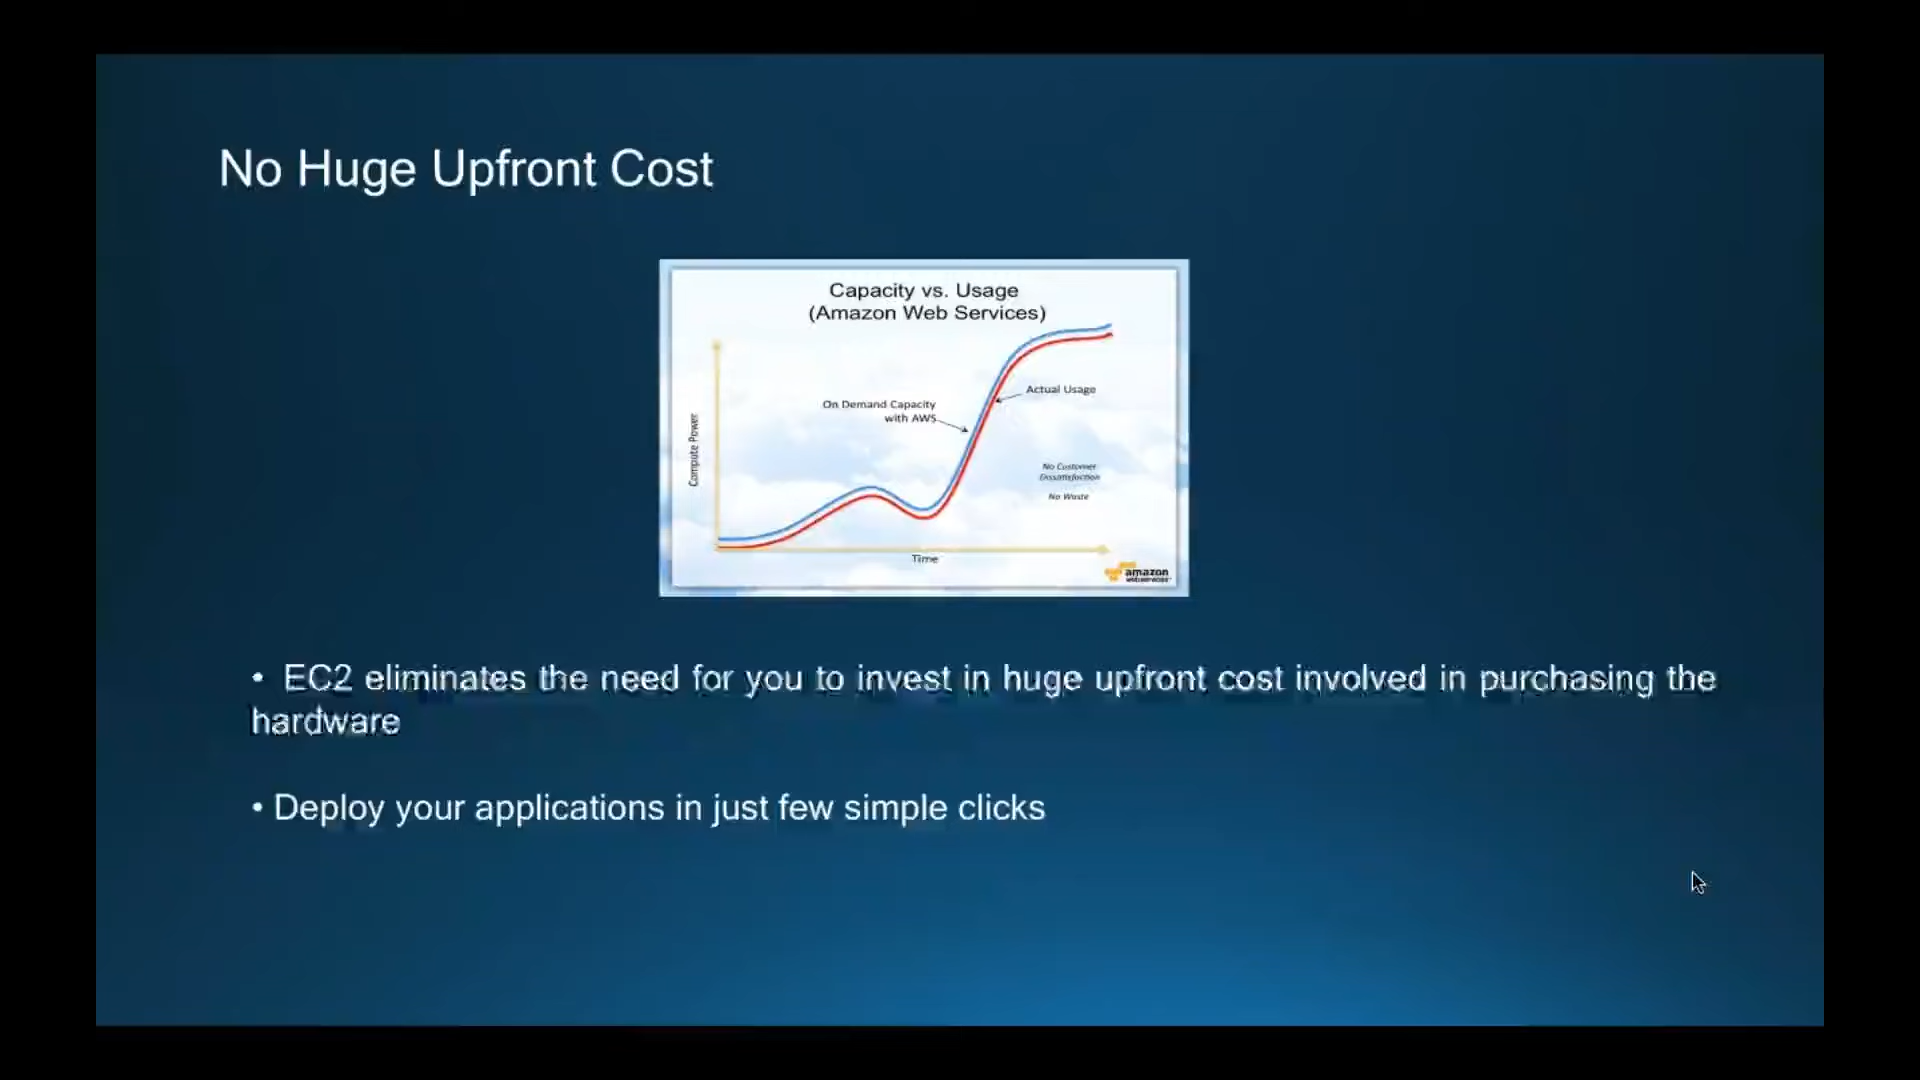 No Huge Upfront Cost
Capacity vs. Usage
(Amazon Web Services)
Compute Power
On Demand Capacity
with AWS
Actual Usage
No Customer
Dissatisfaction
No Waste
Time
amazon
webservices
• EC2 eliminates the need for you to invest in huge upfront cost involved in purchasing the
hardware
• Deploy your applications in just few simple clicks